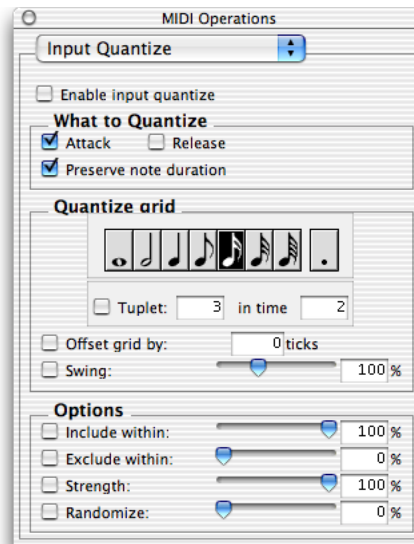 MIDI Operations
Input Quantize
Enable input quantize
What to Quantize
Attack Release
Preserve note duration
Quantize grid
Tuplet: 3 in time 2
Offset grid by: 0 ticks
Swing: 100 %
Options
Include within: 100 %
Exclude within: 0 %
Strength: 100 %
Randomize: 0 %